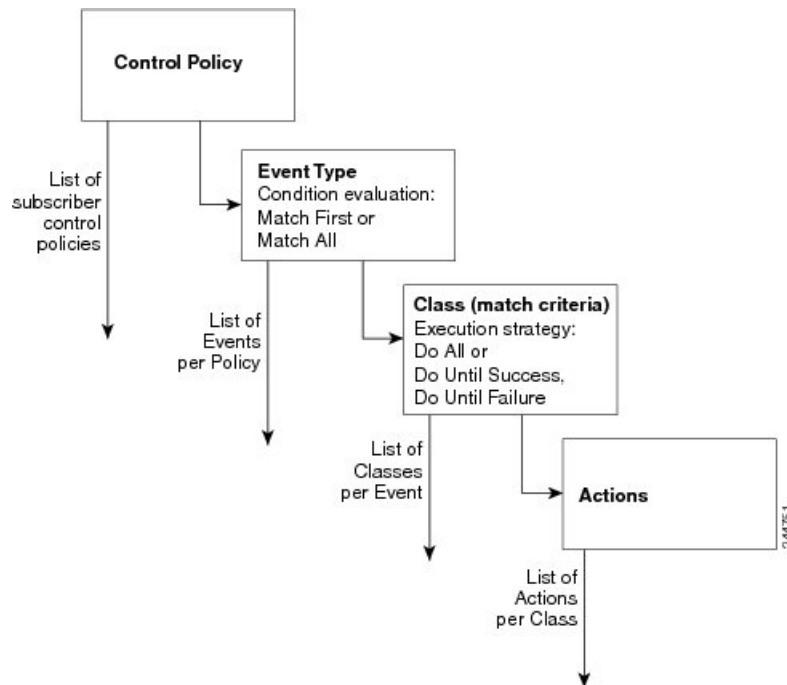 Control Policy
List of
subscriber
control
policies
Event Type
Condition evaluation:
Match First or
Match All
List of
Events
per Policy
Class (match criteria)
Execution strategy:
Do All or
Do Until Success,
Do Until Failure
List of
Classes
per Event
Actions
List of
Actions
per Class